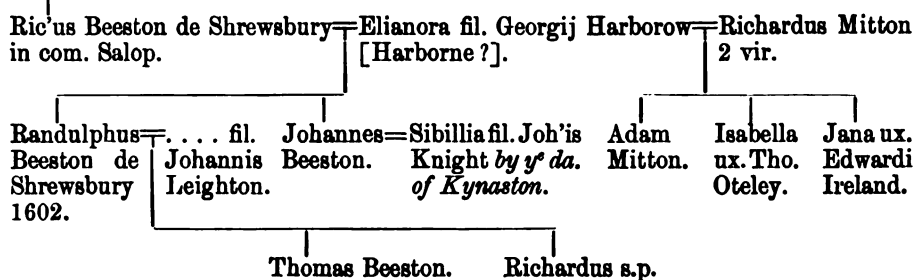 Ric'us Beeston de Shrewsbury=Elianora fil. Georgij Harborow=Richardus Mitton
in com. Salop. [Harborne?]. 2 vir.
Randulphus=. . . . fil. Johannes=Sibillia fil. Joh'is Adam Isabella Jana ux.
Beeston de Johannis Beeston. Knight by yᵉ da. Mitton. ux. Tho. Edwardi
Shrewsbury Leighton. of Kynaston. Oteley. Ireland.
1602.
Thomas Beeston. Richardus s.p.